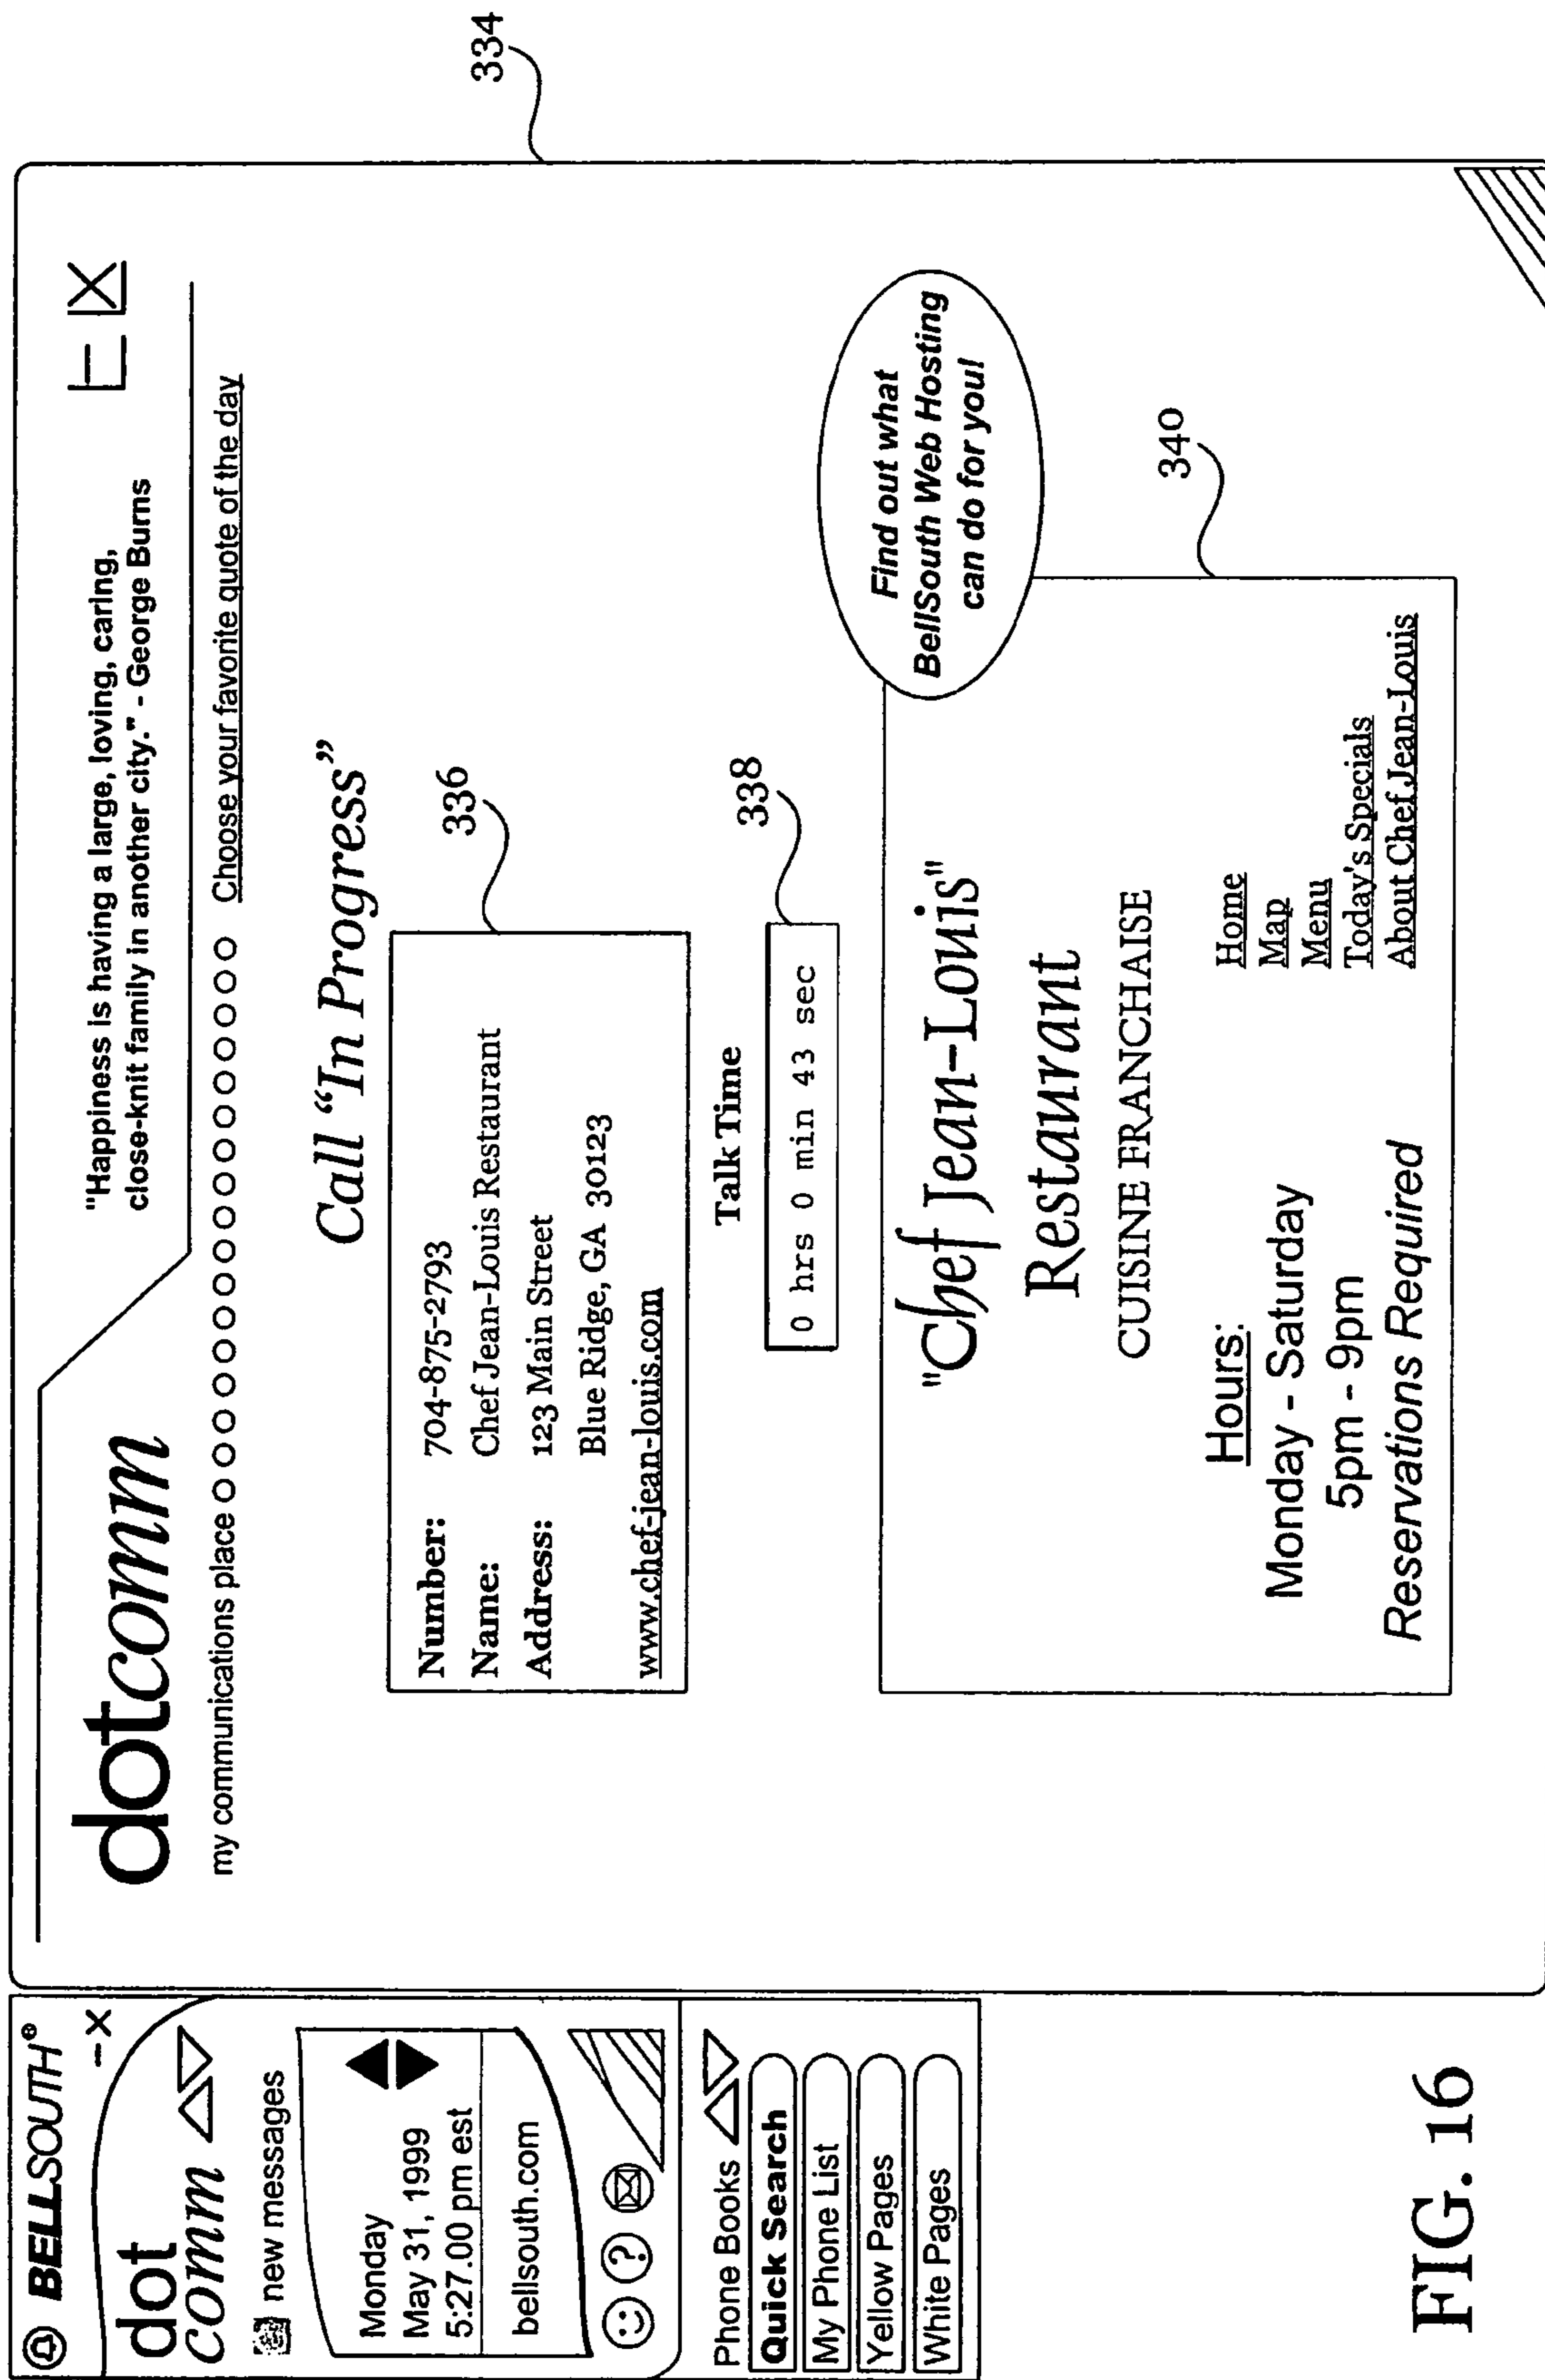 BELLSOUTH®
– X
dot
comm
new messages
Monday
May 31, 1999
5:27.00 pm est
bellsouth.com
?
Phone Books
Quick Search
My Phone List
Yellow Pages
White Pages
dotcomm
"Happiness is having a large, loving, caring,
close-knit family in another city." - George Burns
my communications place
Choose your favorite quote of the day
Call “In Progress”
Number: 704-875-2793
Name: Chef Jean-Louis Restaurant
Address: 123 Main Street
Blue Ridge, GA 30123
www.chef-jean-louis.com
Talk Time
0 hrs 0 min 43 sec
"Chef Jean-Louis"
Restaurant
CUISINE FRANCHAISE
Hours:
Monday - Saturday
5pm - 9pm
Reservations Required
Home
Map
Menu
Today's Specials
About Chef Jean-Louis
Find out what
BellSouth Web Hosting
can do for you!
334
336
338
340
FIG. 16